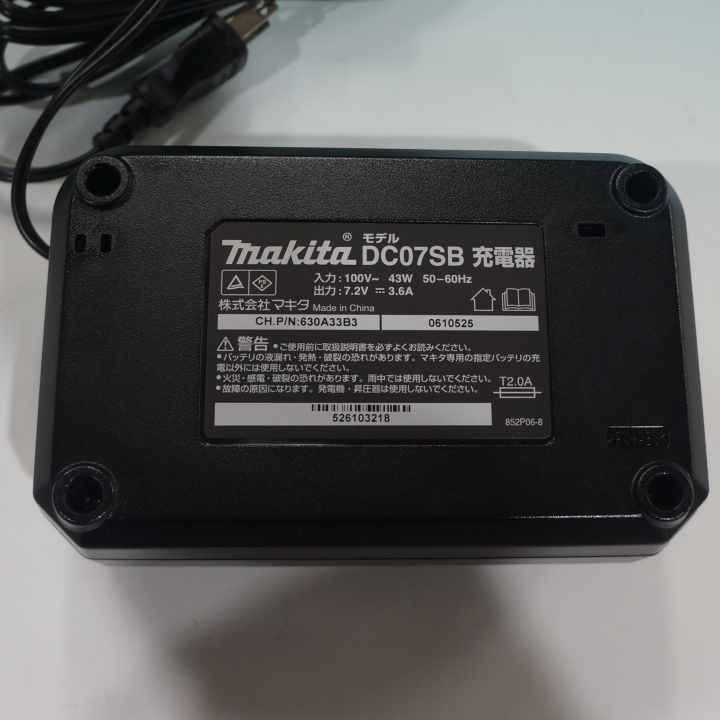 makita® モデル DC07SB 充電器
入力:100V~ 43W 50-60Hz
出力:7.2V⎓3.6A
株式会社マキタ Made in China
CH.P/N:630A33B3 0610525
⚠警告 •ご使用前に取扱説明書を必ずよくお読みください。
•バッテリの液漏れ・発熱・破裂の恐れがあります。マキタ専用の指定バッテリの充
電以外には使用しないでください。
•火災・感電・破裂の恐れがあります。雨中では使用しないでください。
•故障の原因になります。発電機・昇圧器は使用しないでください。
T2.0A
526103218
852P06-8